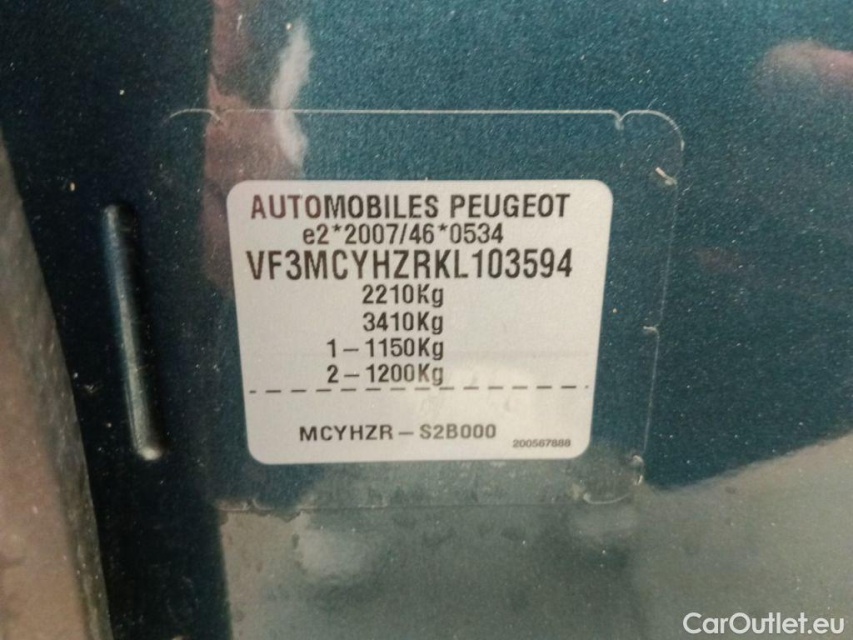 AUTOMOBILES PEUGEOT
e2*2007/46*0534
VF3MCYHZRKL103594
2210Kg
3410Kg
1-1150Kg
2-1200Kg
MCYHZR-S2B000
200567888
CarOutlet.eu